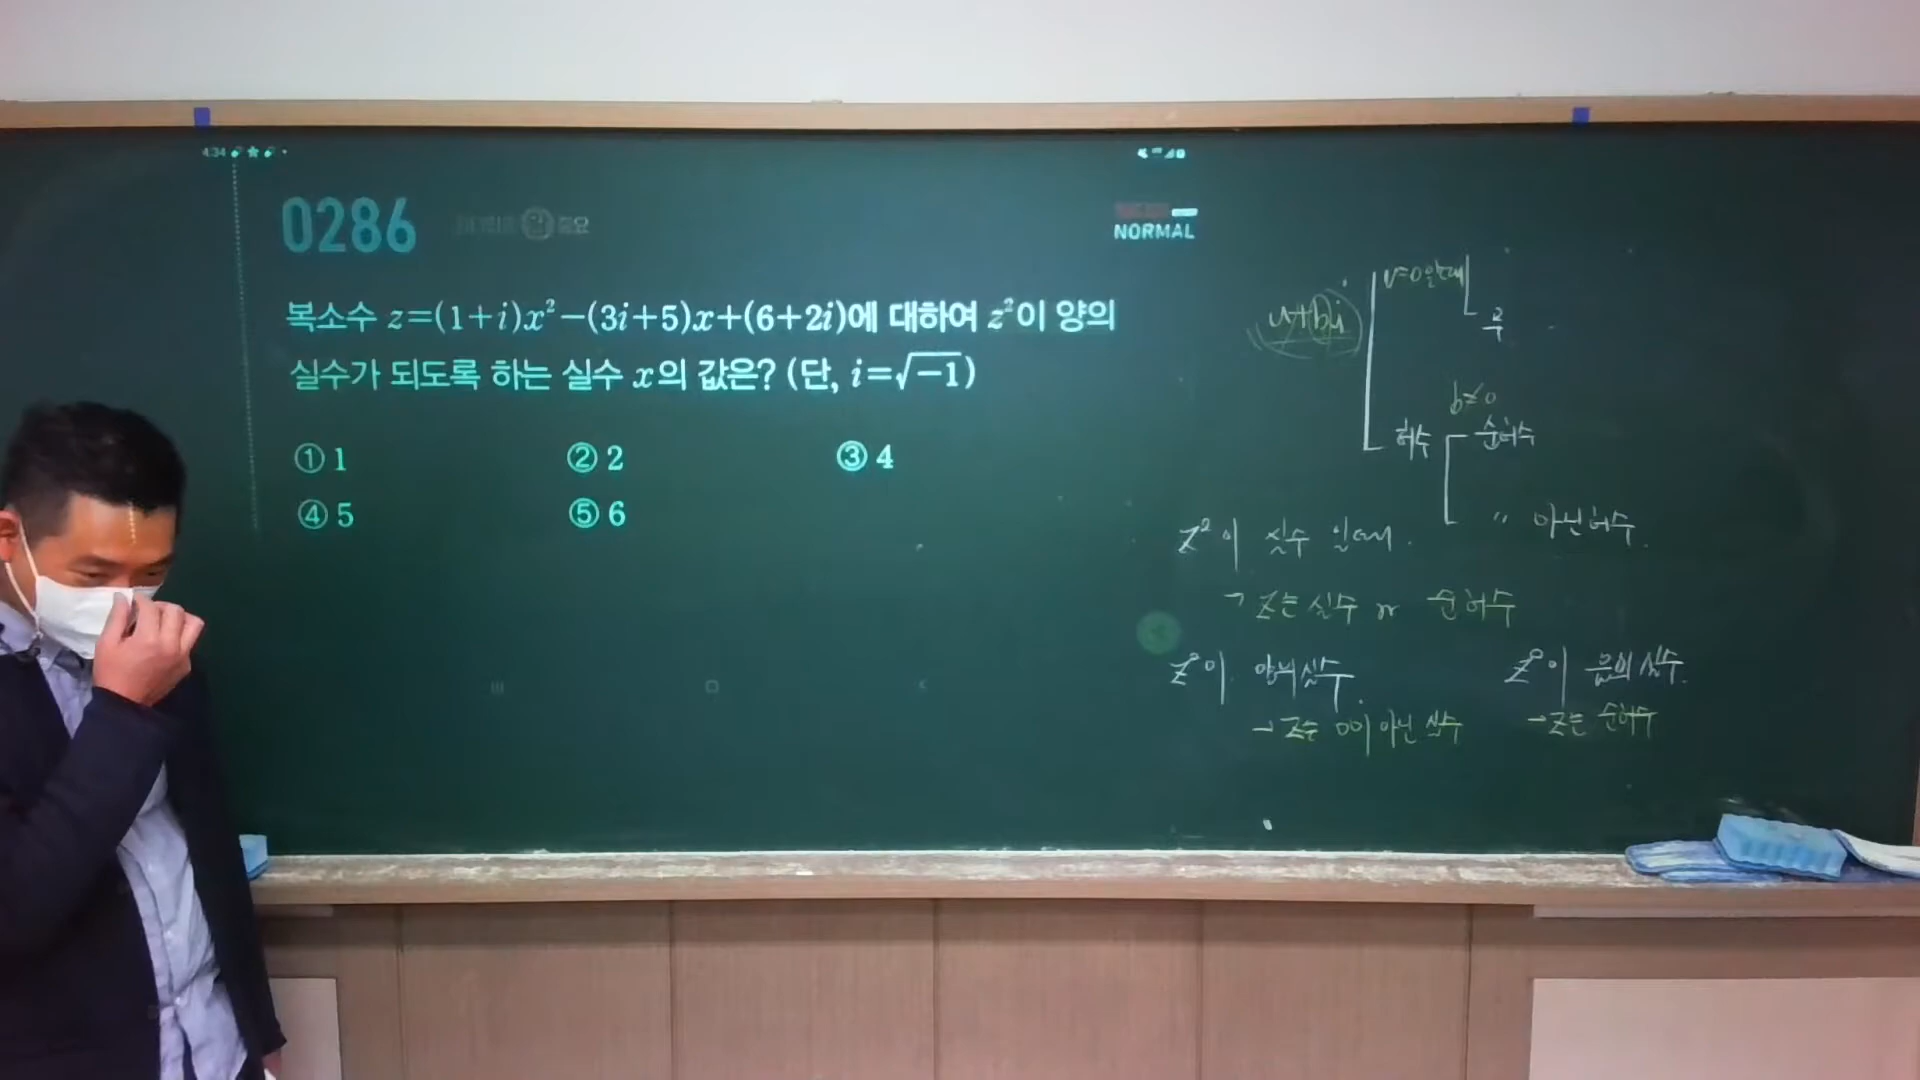 4:34
0286
중요
NORMAL
복소수 z=(1+i)x²-(3i+5)x+(6+2i)에 대하여 z²이 양의
실수가 되도록 하는 실수 x의 값은? (단, i=√-1)
① 1 ② 2 ③ 4
④ 5 ⑤ 6
b≠0
허수 순허수
〃 아닌허수.
z²이 실수 일때.
z는 실수 or 순허수
z²이 양의실수.
→ z는 0이 아닌 실수
z²이 음의 실수.
→ z는 순허수